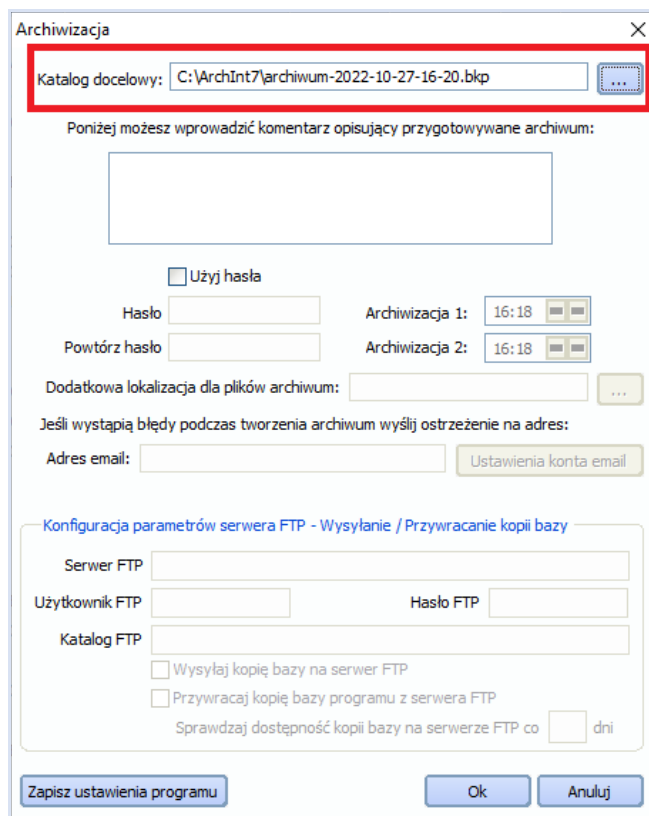 Archiwizacja
Katalog docelowy: C:\ArchInt7\archiwum-2022-10-27-16-20.bkp ...
Poniżej możesz wprowadzić komentarz opisujący przygotowywane archiwum:
Użyj hasła
Hasło Archiwizacja 1: 16:18
Powtórz hasło Archiwizacja 2: 16:18
Dodatkowa lokalizacja dla plików archiwum: ...
Jeśli wystąpią błędy podczas tworzenia archiwum wyślij ostrzeżenie na adres:
Adres email: Ustawienia konta email
Konfiguracja parametrów serwera FTP - Wysyłanie / Przywracanie kopii bazy
Serwer FTP
Użytkownik FTP Hasło FTP
Katalog FTP
Wysyłaj kopię bazy na serwer FTP
Przywracaj kopię bazy programu z serwera FTP
Sprawdzaj dostępność kopii bazy na serwerze FTP co dni
Zapisz ustawienia programu Ok Anuluj